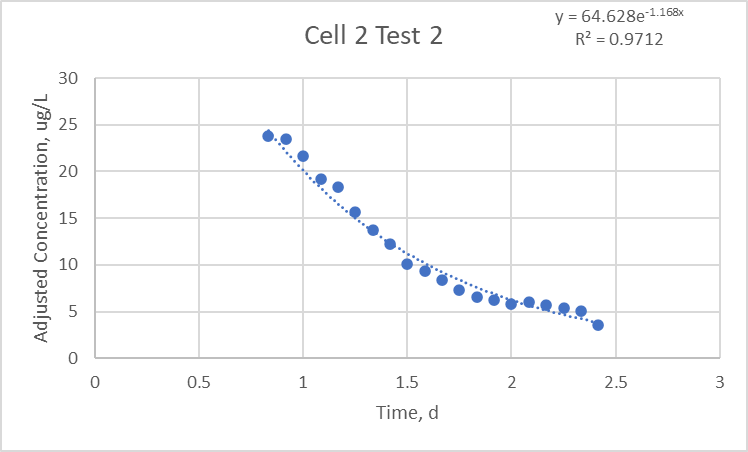 y = 64.628e^-1.168x
R² = 0.9712
Cell 2 Test 2
30
25
20
15
10
5
0
Adjusted Concentration, ug/L
0 0.5 1 1.5 2 2.5 3
Time, d